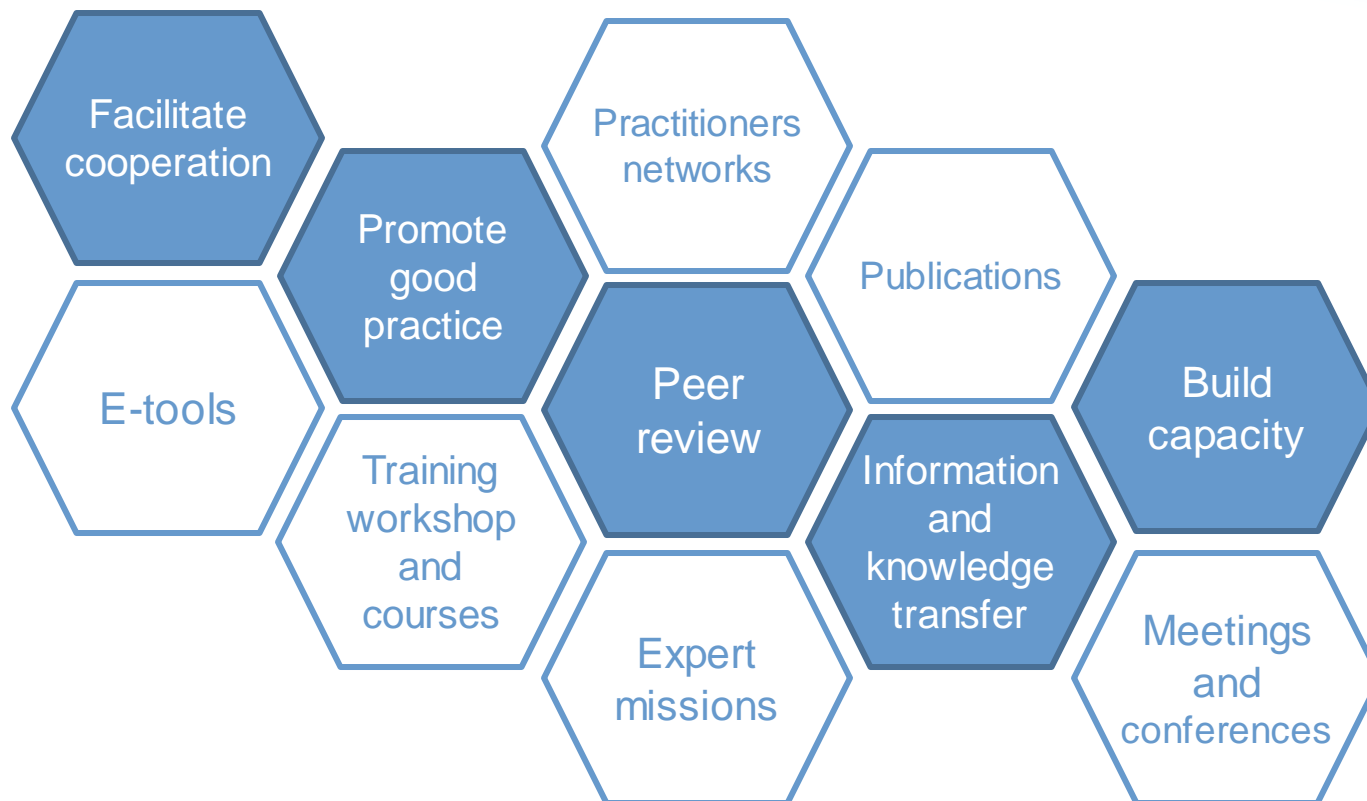 Facilitate
cooperation
Practitioners
networks
Promote
good
practice
Publications
E-tools
Peer
review
Build
capacity
Training
workshop
and
courses
Information
and
knowledge
transfer
Expert
missions
Meetings
and
conferences